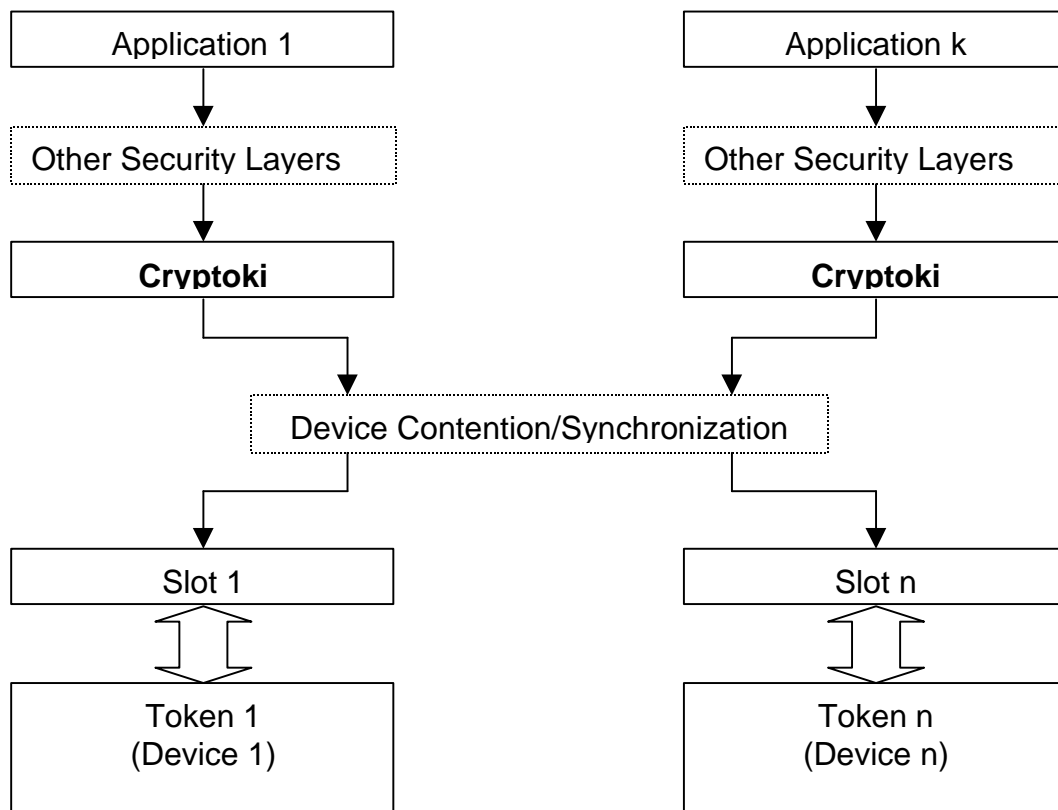 Application 1
Application k
Other Security Layers
Other Security Layers
Cryptoki
Cryptoki
Device Contention/Synchronization
Slot 1
Slot n
Token 1
(Device 1)
Token n
(Device n)